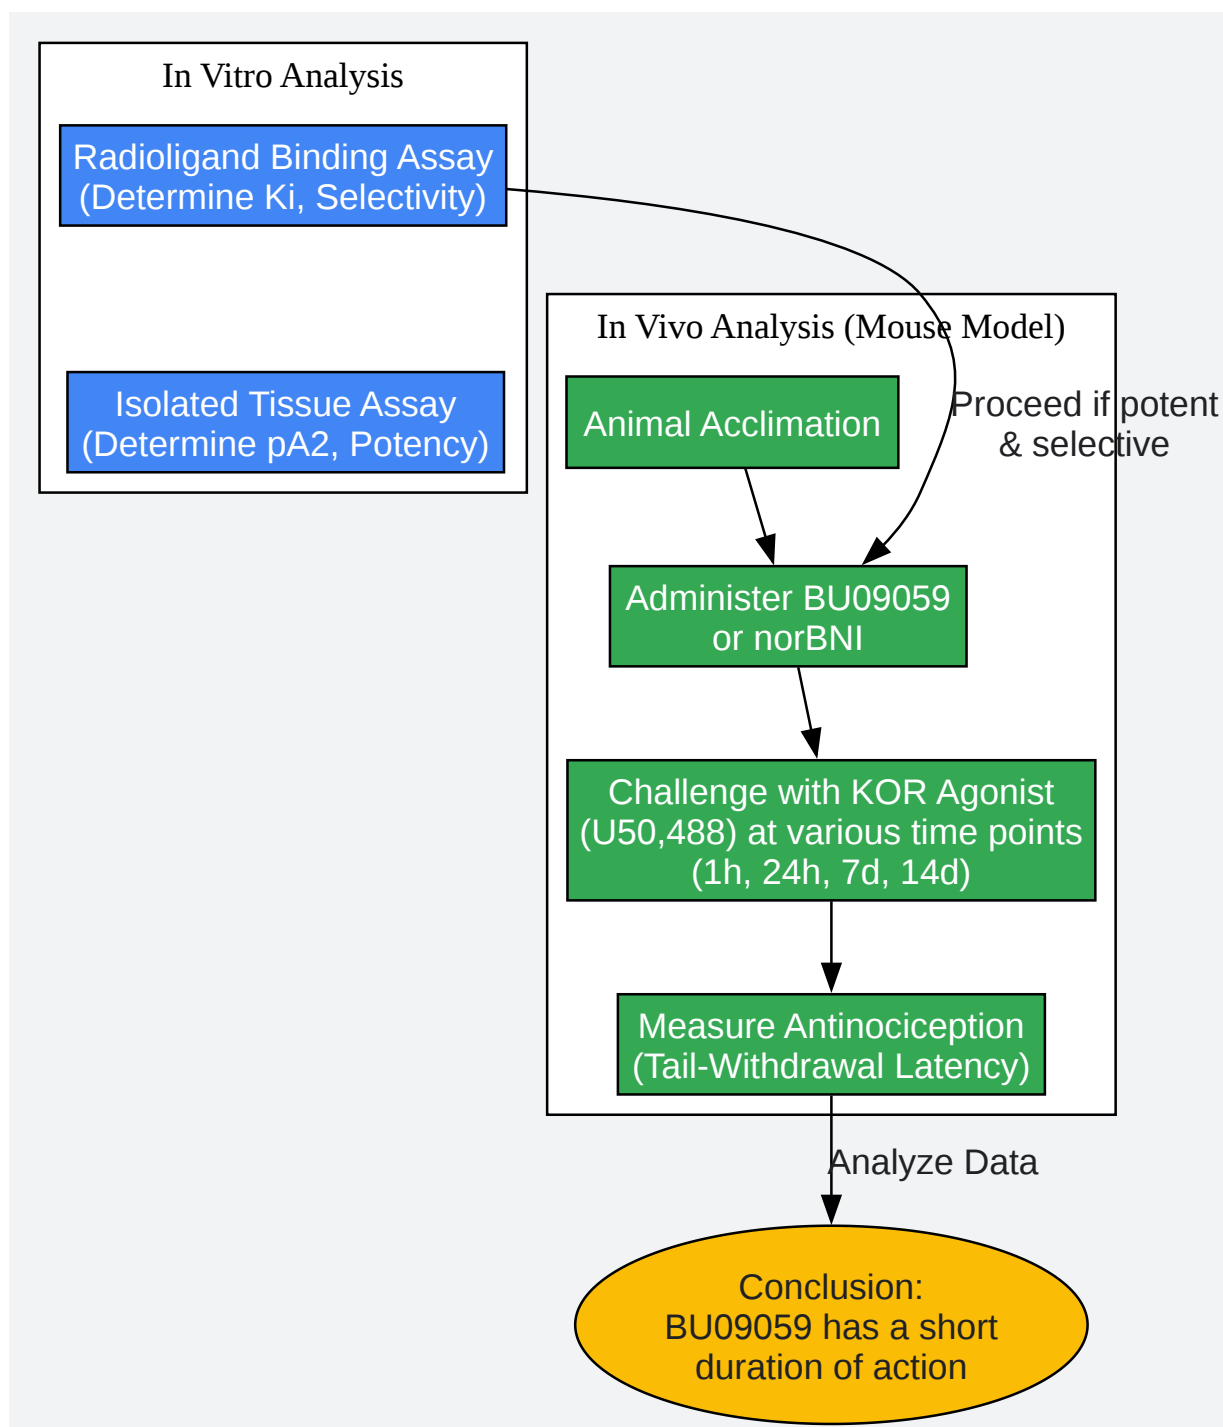 In Vitro Analysis
Radioligand Binding Assay
(Determine Ki, Selectivity)
Isolated Tissue Assay
(Determine pA2, Potency)
In Vivo Analysis (Mouse Model)
Animal Acclimation
Proceed if potent
& selective
Administer BU09059
or norBNI
Challenge with KOR Agonist
(U50,488) at various time points
(1h, 24h, 7d, 14d)
Measure Antinociception
(Tail-Withdrawal Latency)
Analyze Data
Conclusion:
BU09059 has a short
duration of action